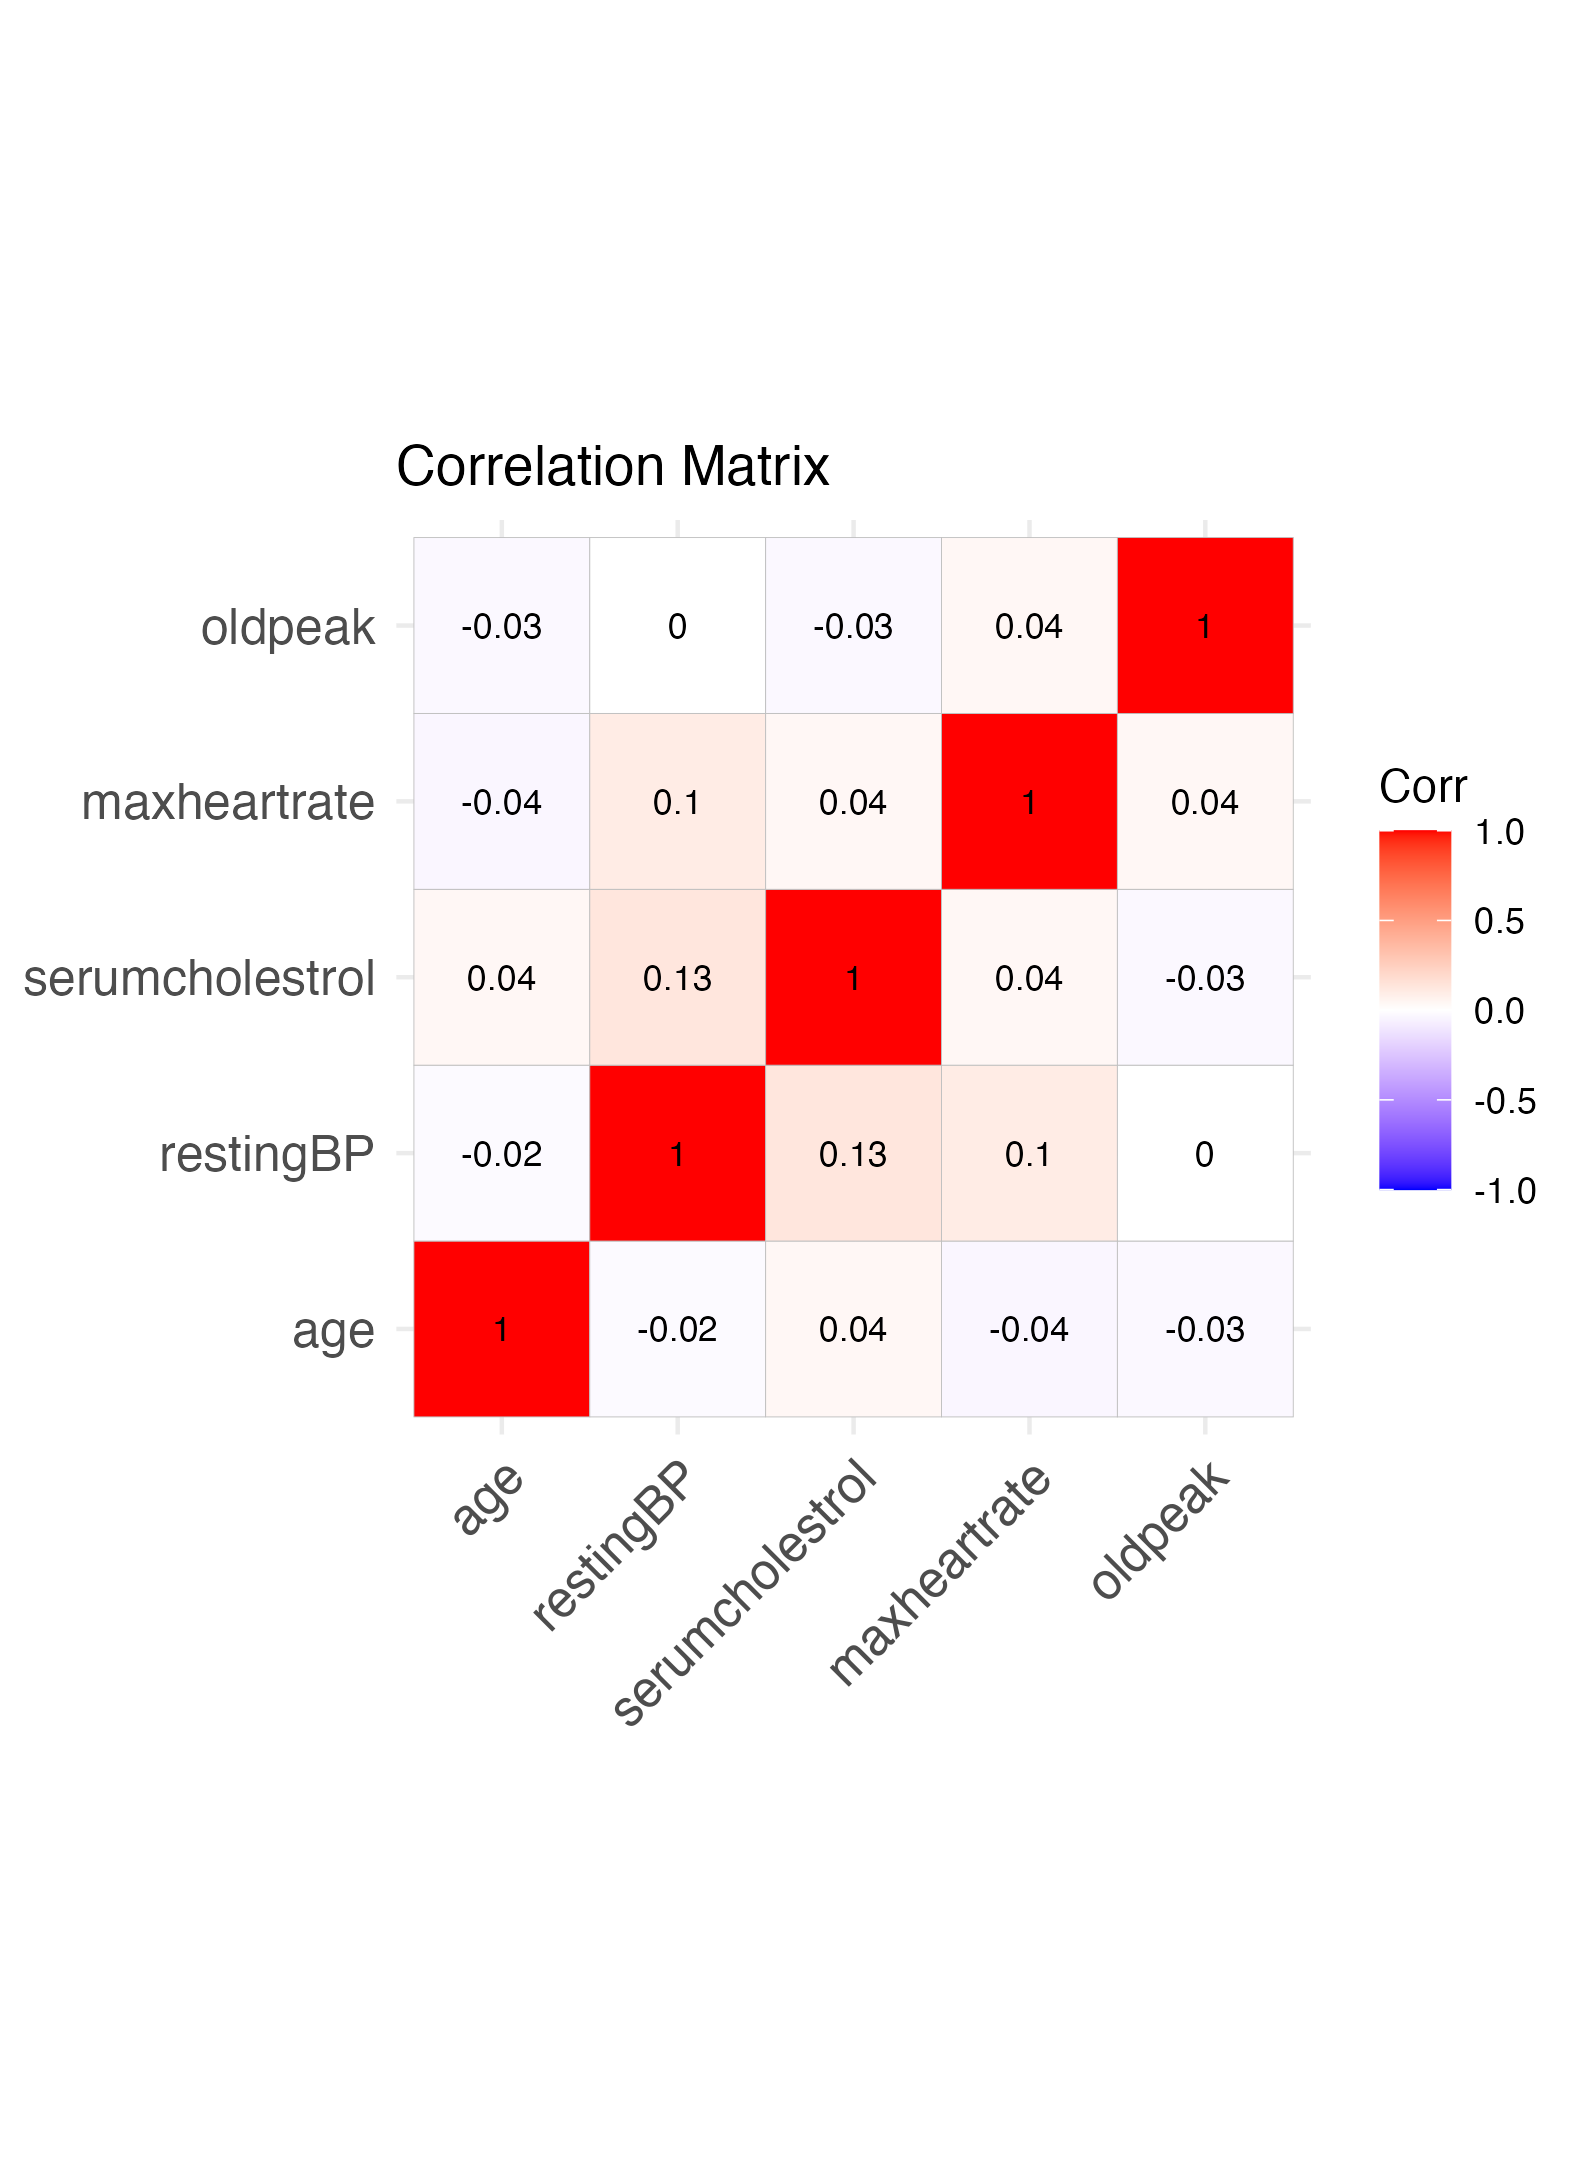 Correlation Matrix
oldpeak -0.03 0 -0.03 0.04 1
maxheartrate -0.04 0.1 0.04 1 0.04
serumcholestrol 0.04 0.13 1 0.04 -0.03
restingBP -0.02 1 0.13 0.1 0
age 1 -0.02 0.04 -0.04 -0.03
age restingBP serumcholestrol maxheartrate oldpeak
Corr
1.0
0.5
0.0
-0.5
-1.0